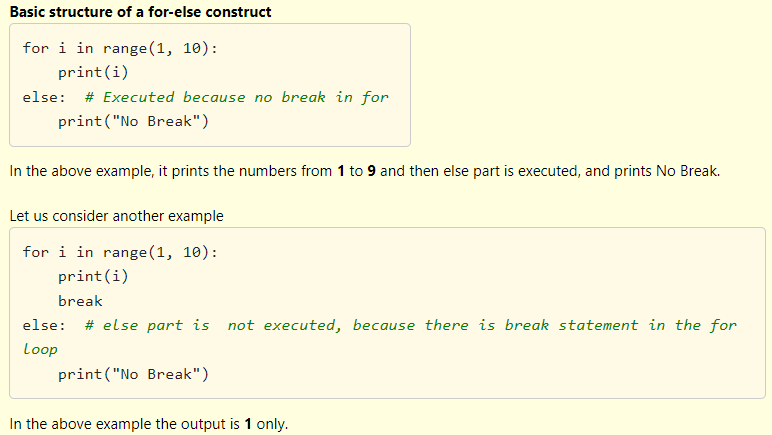 Basic structure of a for-else construct
for i in range(1, 10):
    print(i)
else:  # Executed because no break in for
    print("No Break")
In the above example, it prints the numbers from 1 to 9 and then else part is executed, and prints No Break.
Let us consider another example
for i in range(1, 10):
    print(i)
    break
else:  # else part is  not executed, because there is break statement in the for
loop
    print("No Break")
In the above example the output is 1 only.